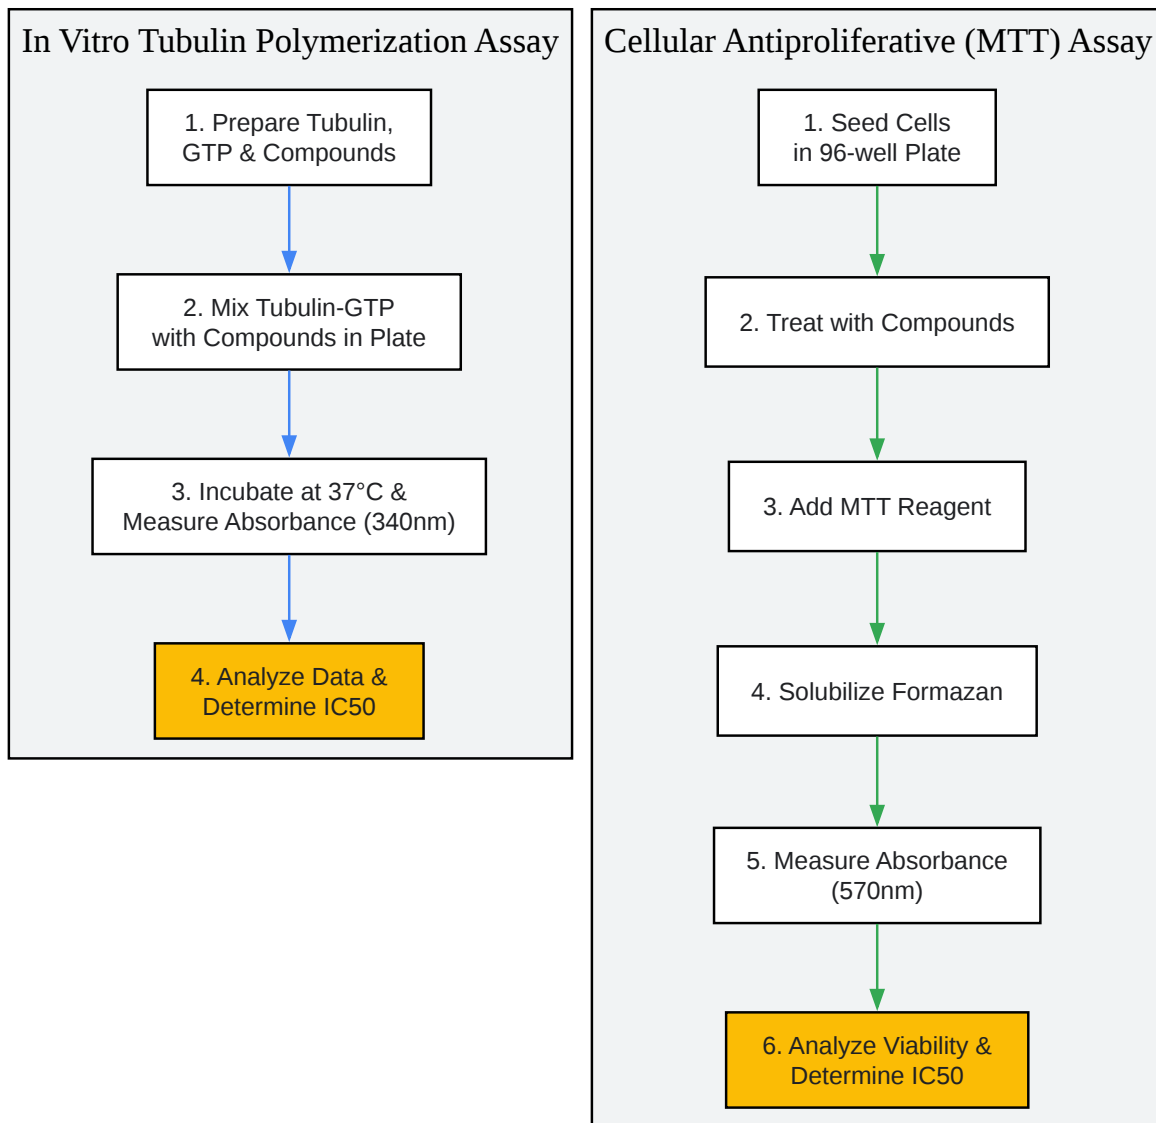 In Vitro Tubulin Polymerization Assay
1. Prepare Tubulin,
GTP & Compounds
2. Mix Tubulin-GTP
with Compounds in Plate
3. Incubate at 37°C &
Measure Absorbance (340nm)
4. Analyze Data &
Determine IC50
Cellular Antiproliferative (MTT) Assay
1. Seed Cells
in 96-well Plate
2. Treat with Compounds
3. Add MTT Reagent
4. Solubilize Formazan
5. Measure Absorbance
(570nm)
6. Analyze Viability &
Determine IC50